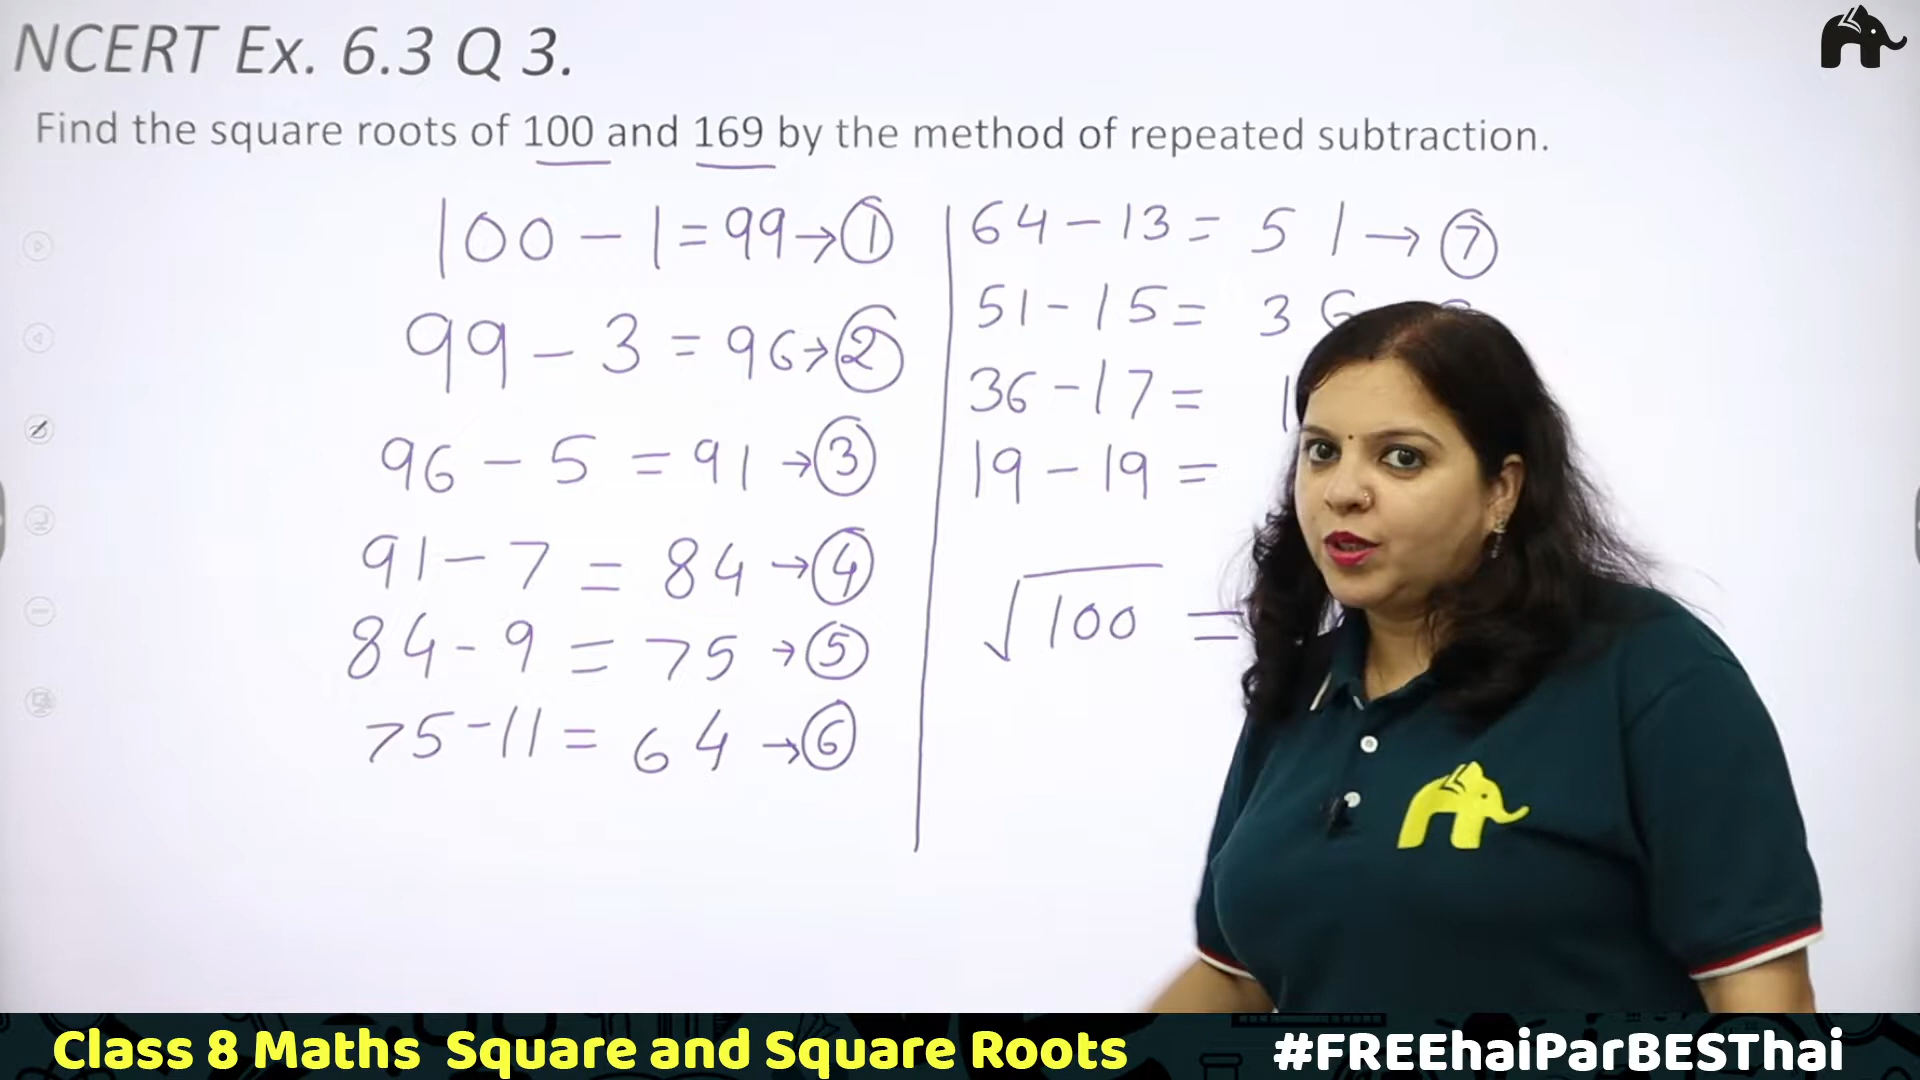 NCERT Ex. 6.3 Q 3.
Find the square roots of 100 and 169 by the method of repeated subtraction.
100 - 1 = 99 → ①
99 - 3 = 96 → ②
96 - 5 = 91 → ③
91 - 7 = 84 → ④
84 - 9 = 75 → ⑤
75 - 11 = 64 → ⑥
64 - 13 = 51 → ⑦
51 - 15 = 36
36 - 17 = 1
19 - 19 =
√100 =
Class 8 Maths Square and Square Roots
#FREEhaiParBESThai